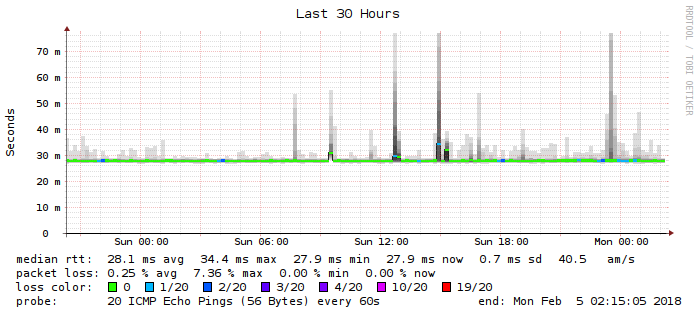 Last 30 Hours
RRDTOOL / TOBI OETIKER
Seconds
70 m
60 m
50 m
40 m
30 m
20 m
10 m
0
Sun 00:00 Sun 06:00 Sun 12:00 Sun 18:00 Mon 00:00
median rtt: 28.1 ms avg 34.4 ms max 27.9 ms min 27.9 ms now 0.7 ms sd 40.5 am/s
packet loss: 0.25 % avg 7.36 % max 0.00 % min 0.00 % now
loss color: 0 1/20 2/20 3/20 4/20 10/20 19/20
probe: 20 ICMP Echo Pings (56 Bytes) every 60s end: Mon Feb 5 02:15:05 2018